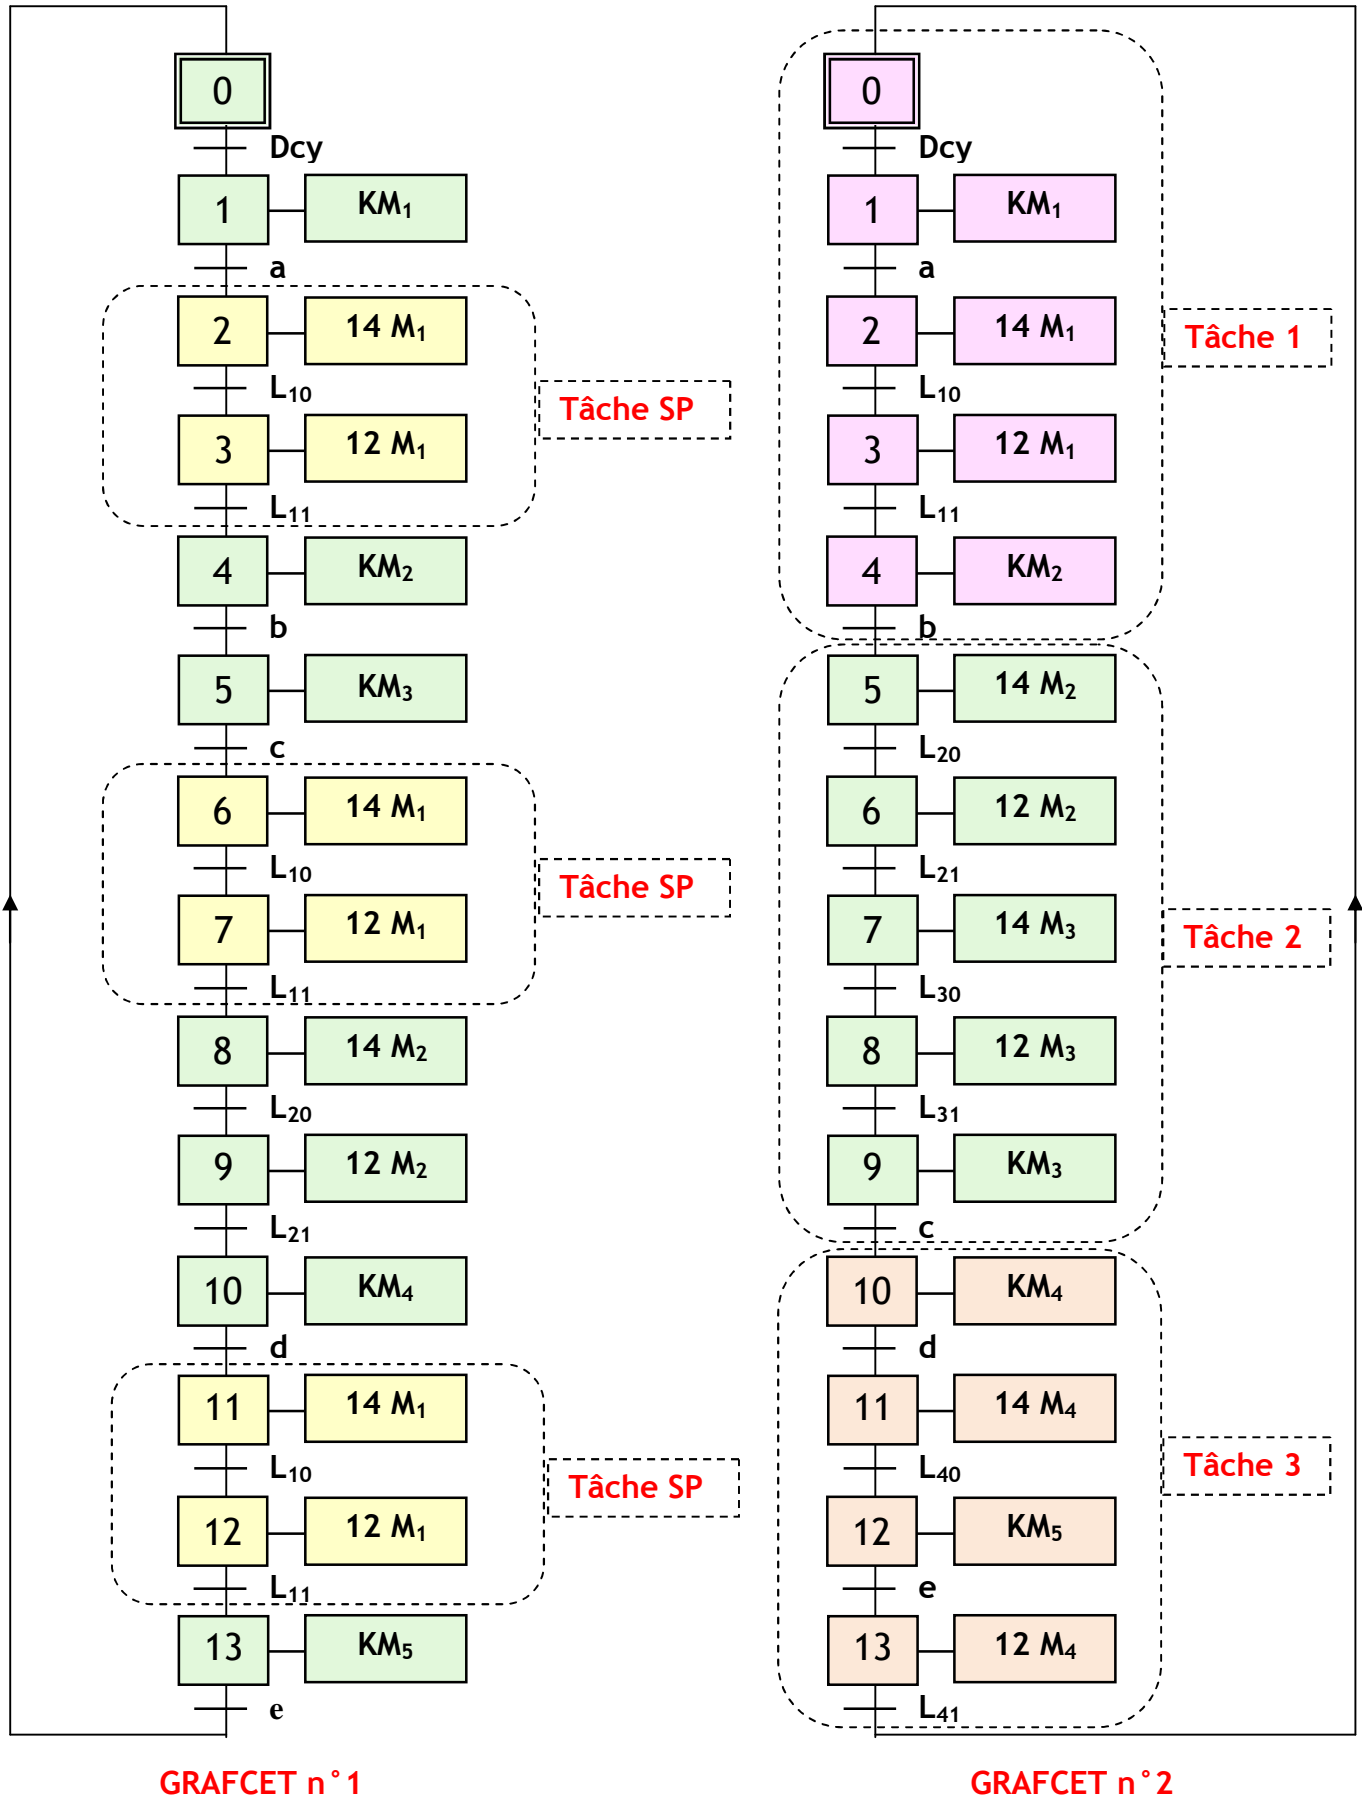 0
Dcy
1
KM1
a
2
14 M1
L10
Tâche SP
3
12 M1
L11
4
KM2
b
5
KM3
c
6
14 M1
L10
Tâche SP
7
12 M1
L11
8
14 M2
L20
9
12 M2
L21
10
KM4
d
11
14 M1
L10
Tâche SP
12
12 M1
L11
13
KM5
e
GRAFCET n°1
0
Dcy
1
KM1
a
2
14 M1
Tâche 1
L10
3
12 M1
L11
4
KM2
b
5
14 M2
L20
6
12 M2
L21
7
14 M3
Tâche 2
L30
8
12 M3
L31
9
KM3
c
10
KM4
d
11
14 M4
L40
Tâche 3
12
KM5
e
13
12 M4
L41
GRAFCET n°2